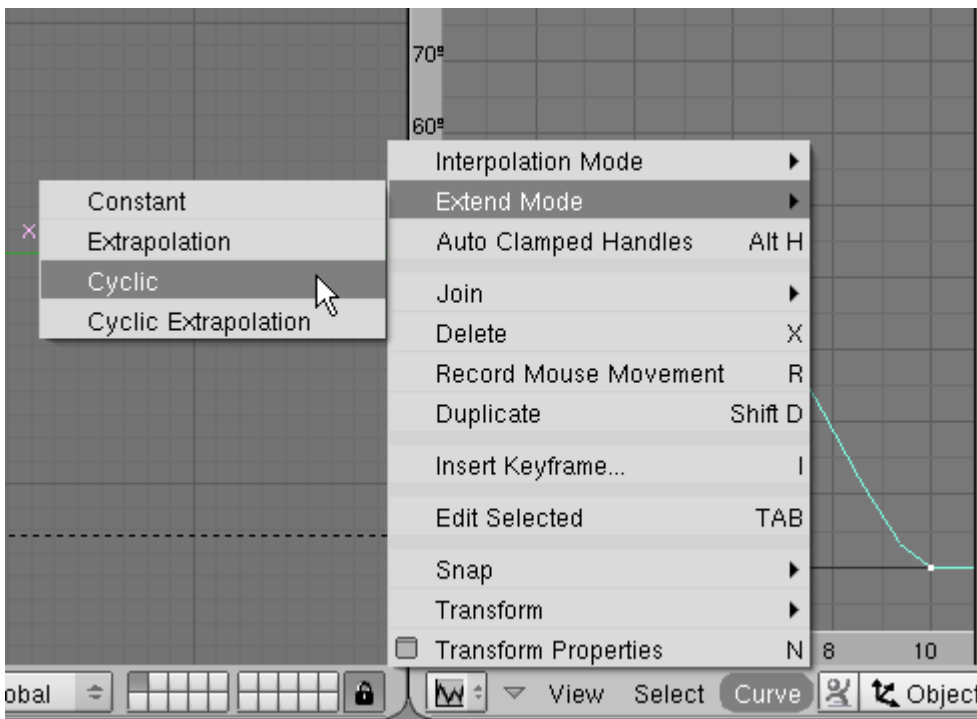 70º
60º
Interpolation Mode
Extend Mode
Auto Clamped Handles Alt H
Join
Delete X
Record Mouse Movement R
Duplicate Shift D
Insert Keyframe... I
Edit Selected TAB
Snap
Transform
Transform Properties N
Constant
Extrapolation
Cyclic
Cyclic Extrapolation
X
8 10
obal
View Select Curve Object